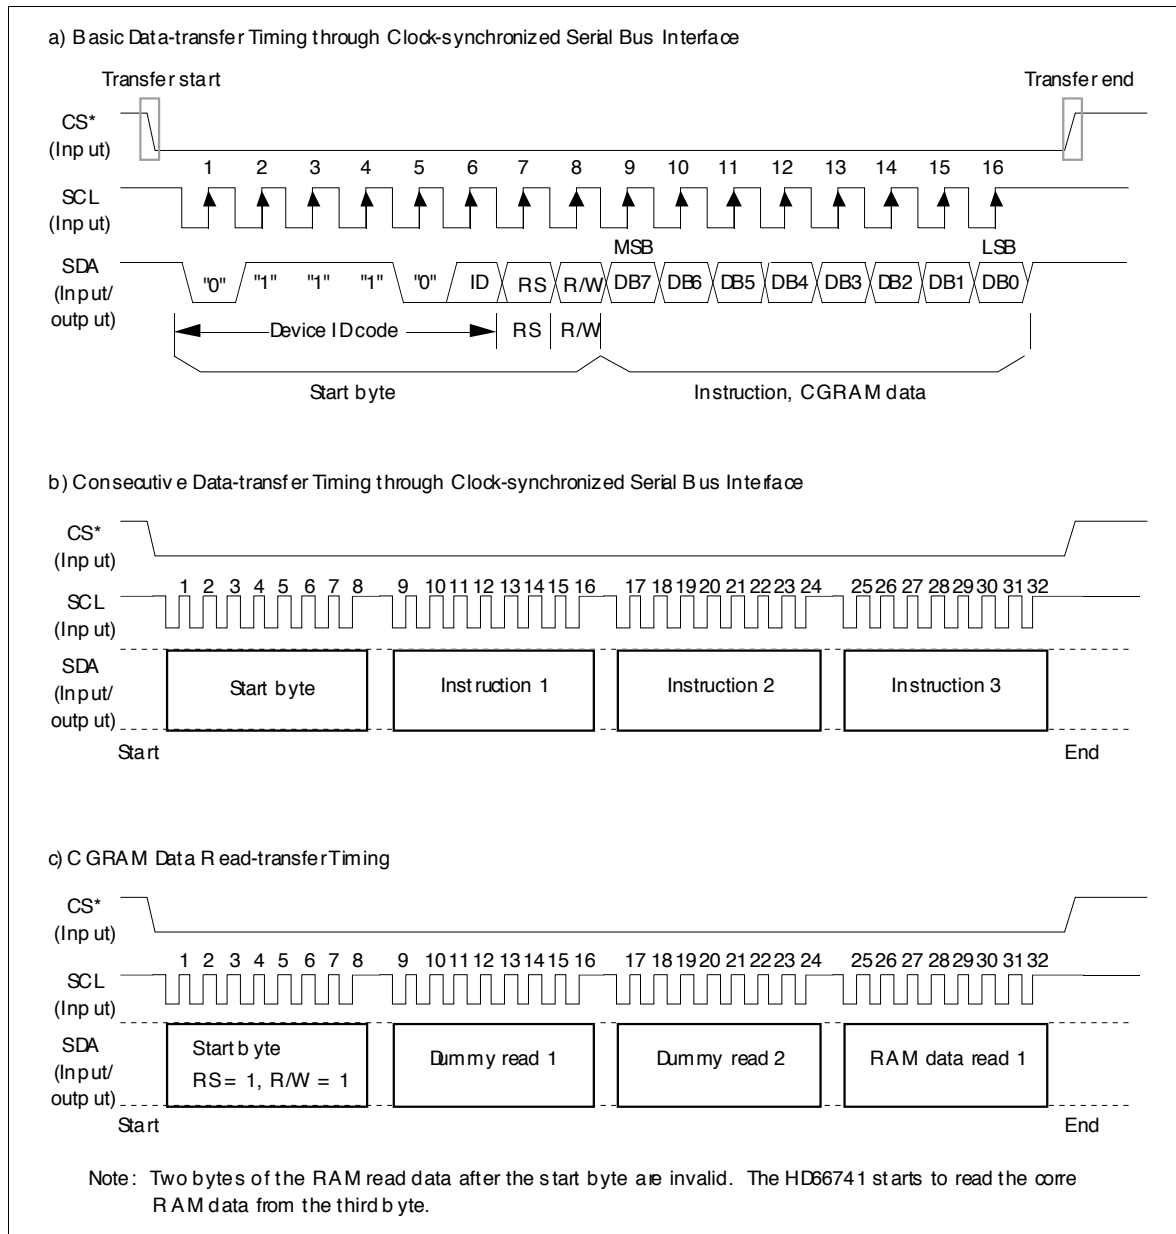 a) Basic Data-transfer Timing through Clock-synchronized Serial Bus Interface
Transfer start
Transfer end
CS*
(Input)
1 2 3 4 5 6 7 8 9 10 11 12 13 14 15 16
SCL
(Input)
MSB LSB
SDA
(Input/
output)
"0" "1" "1" "1" "0" ID RS R/W DB7 DB6 DB5 DB4 DB3 DB2 DB1 DB0
Device ID code RS R/W
Start byte
Instruction, CGRAM data
b) Consecutive Data-transfer Timing through Clock-synchronized Serial Bus Interface
CS*
(Input)
1 2 3 4 5 6 7 8 9 10 11 12 13 14 15 16 17 18 19 20 21 22 23 24 25 26 27 28 29 30 31 32
SCL
(Input)
SDA
(Input/
output)
Start byte
Instruction 1
Instruction 2
Instruction 3
Start
End
c) CGRAM Data Read-transfer Timing
CS*
(Input)
1 2 3 4 5 6 7 8 9 10 11 12 13 14 15 16 17 18 19 20 21 22 23 24 25 26 27 28 29 30 31 32
SCL
(Input)
SDA
(Input/
output)
Start byte
RS = 1, R/W = 1
Dummy read 1
Dummy read 2
RAM data read 1
Start
End
Note: Two bytes of the RAM read data after the start byte are invalid. The HD66741 starts to read the corre
RAM data from the third byte.